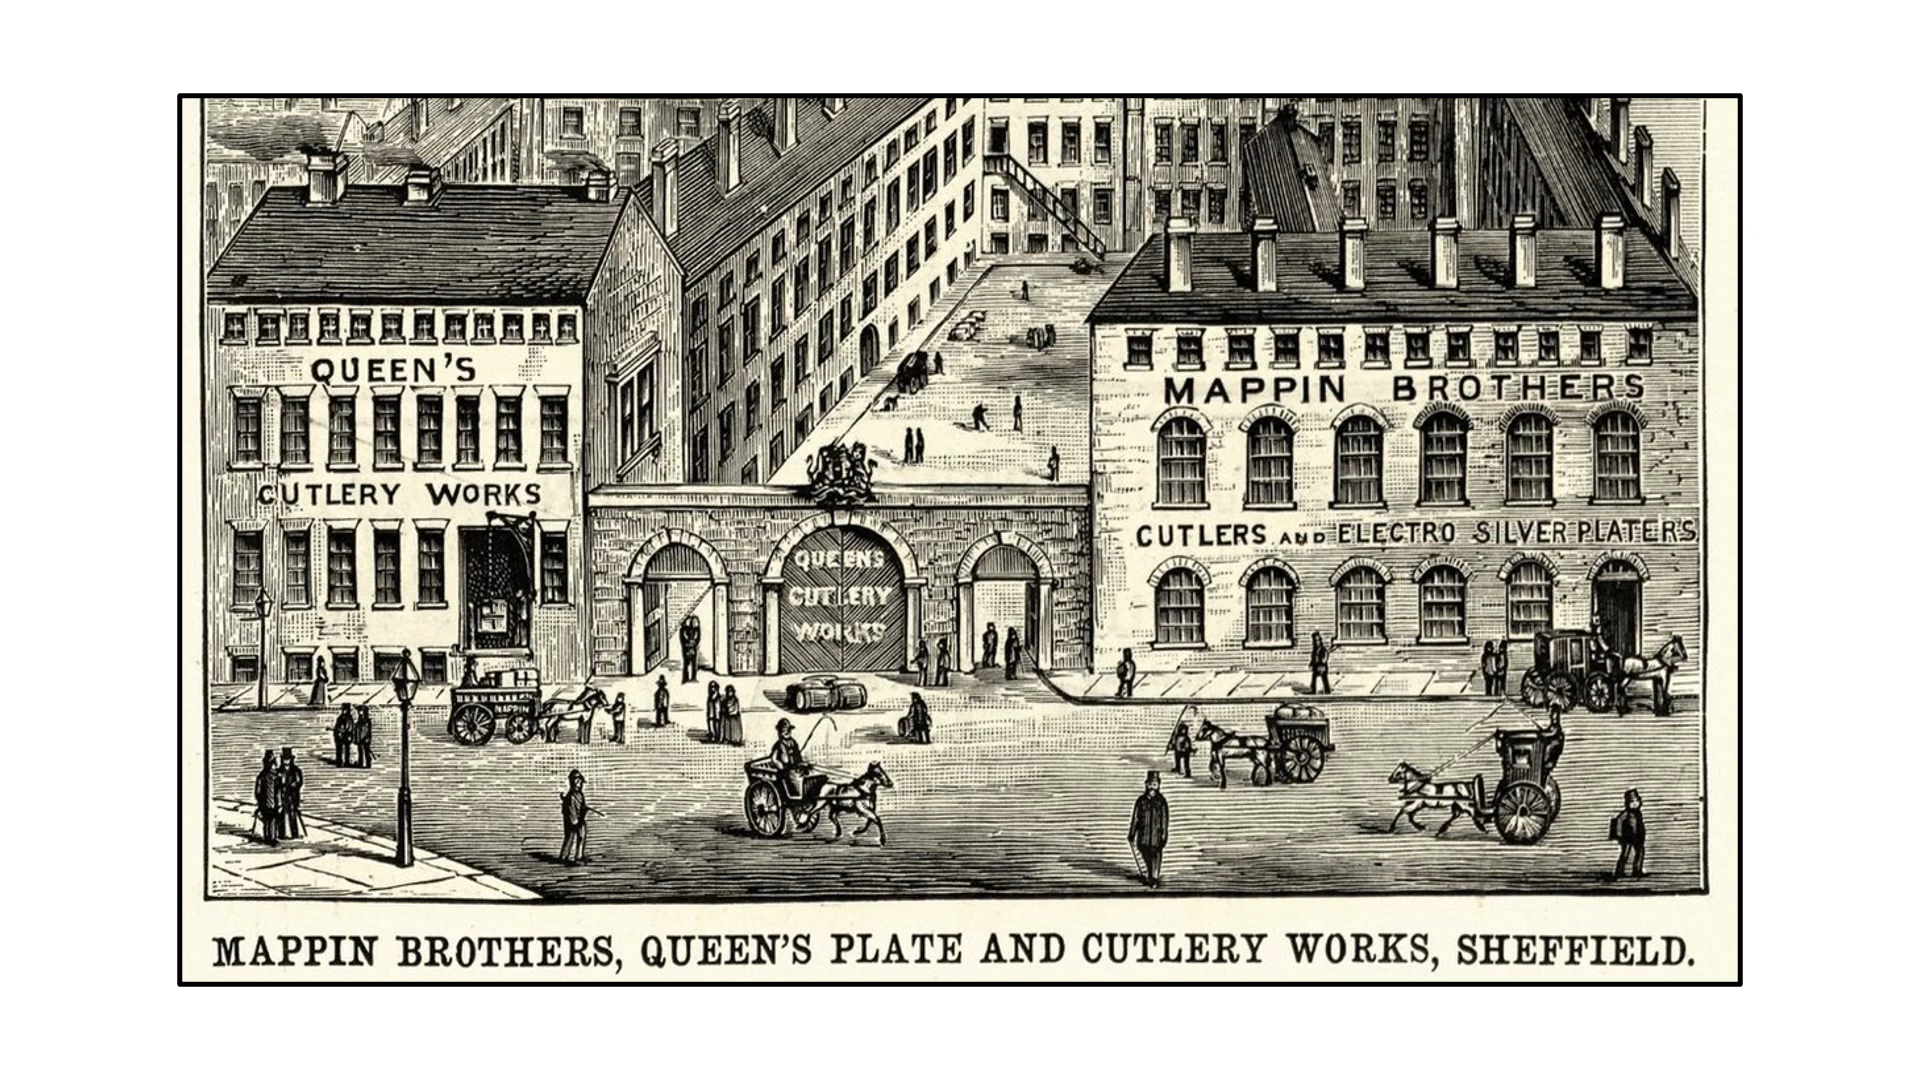 QUEEN'S
CUTLERY WORKS
MAPPIN BROTHERS
CUTLERS AND ELECTRO SILVER PLATERS
QUEENS
CUTLERY
WORKS
MAPPIN
MAPPIN BROTHERS, QUEEN'S PLATE AND CUTLERY WORKS, SHEFFIELD.